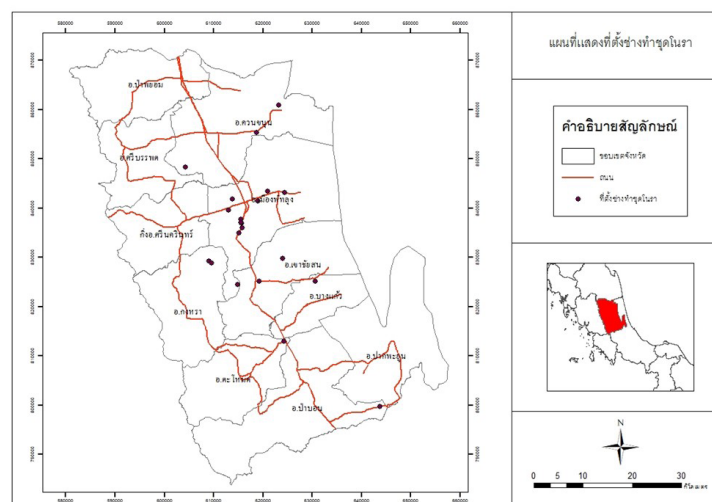 แผนที่แสดงที่ตั้งช่างทำชุดโนรา
คำอธิบายสัญลักษณ์
ขอบเขตจังหวัด
ถนน
ที่ตั้งช่างทำชุดโนรา
อ.ป่าพยอม
อ.ควนขนุน
อ.ศรีบรรพต
อ.เมืองพัทลุง
กิ่งอ.ศรีนครินทร์
อ.เขาชัยสน
อ.บางแก้ว
อ.กงหรา
อ.ปากพะยูน
อ.ตะโหมด
อ.ป่าบอน
N
0 5 10 20 30
กิโลเมตร